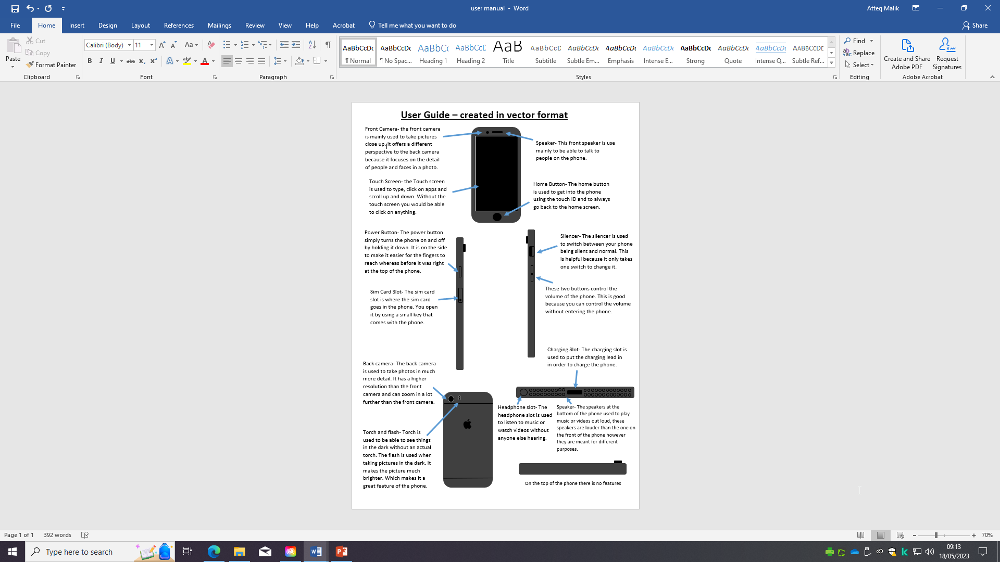 user manual - Word
Atteq Malik
File Home Insert Design Layout References Mailings Review View Help Acrobat Tell me what you want to do Share
Paste
Cut
Copy
Format Painter
Clipboard
Calibri (Body) 11
Font
Paragraph
AaBbCcDc ¶ Normal
AaBbCcDc ¶ No Spac...
AaBbCc Heading 1
AaBbCcD Heading 2
AaB Title
AaBbCcD Subtitle
AaBbCcDc Subtle Em...
AaBbCcDc Emphasis
AaBbCcDc Intense E...
AaBbCcDc Strong
AaBbCcDc Quote
AaBbCcDc Intense Q...
AABBCCDE Subtle Ref...
Styles
Find
Replace
Select
Editing
Create and Share
Adobe PDF
Request
Signatures
Adobe Acrobat
User Guide – created in vector format
Front Camera- the front camera
is mainly used to take pictures
close up. It offers a different
perspective to the back camera
because it focuses on the detail
of people and faces in a photo.
Speaker- This front speaker is use
mainly to be able to talk to
people on the phone.
Touch Screen- the Touch screen
is used to type, click on apps and
scroll up and down. Without the
touch screen you would be able
to click on anything.
Home Button- The home button
is used to get into the phone
using the touch ID and to always
go back to the home screen.
Power Button- The power button
simply turns the phone on and off
by holding it down. It is on the side
to make it easier for the fingers to
reach whereas before it was right
at the top of the phone.
Silencer- The silencer is used
to switch between your phone
being silent and normal. This
is helpful because it only takes
one switch to change it.
Sim Card Slot- The sim card
slot is where the sim card
goes in the phone. You open
it by using a small key that
comes with the phone.
These two buttons control the
volume of the phone. This is good
because you can control the volume
without entering the phone.
Charging Slot- The charging slot is
used to put the charging lead in
in order to charge the phone.
Back camera- The back camera
is used to take photos in much
more detail. It has a higher
resolution than the front
camera and can zoom in a lot
further than the front camera.
Headphone slot- The
headphone slot is used
to listen to music or
watch videos without
anyone else hearing.
Speaker- The speakers at the
bottom of the phone used to play
music or videos out loud, these
speakers are louder than the one on
the front of the phone however
they are meant for different
purposes.
Torch and flash- Torch is
used to be able to see things
in the dark without an actual
torch. The flash is used when
taking pictures in the dark. It
makes the picture much
brighter. Which makes it a
great feature of the phone.
On the top of the phone there is no features
Page 1 of 1 392 words
70%
Type here to search
09:13
18/05/2023